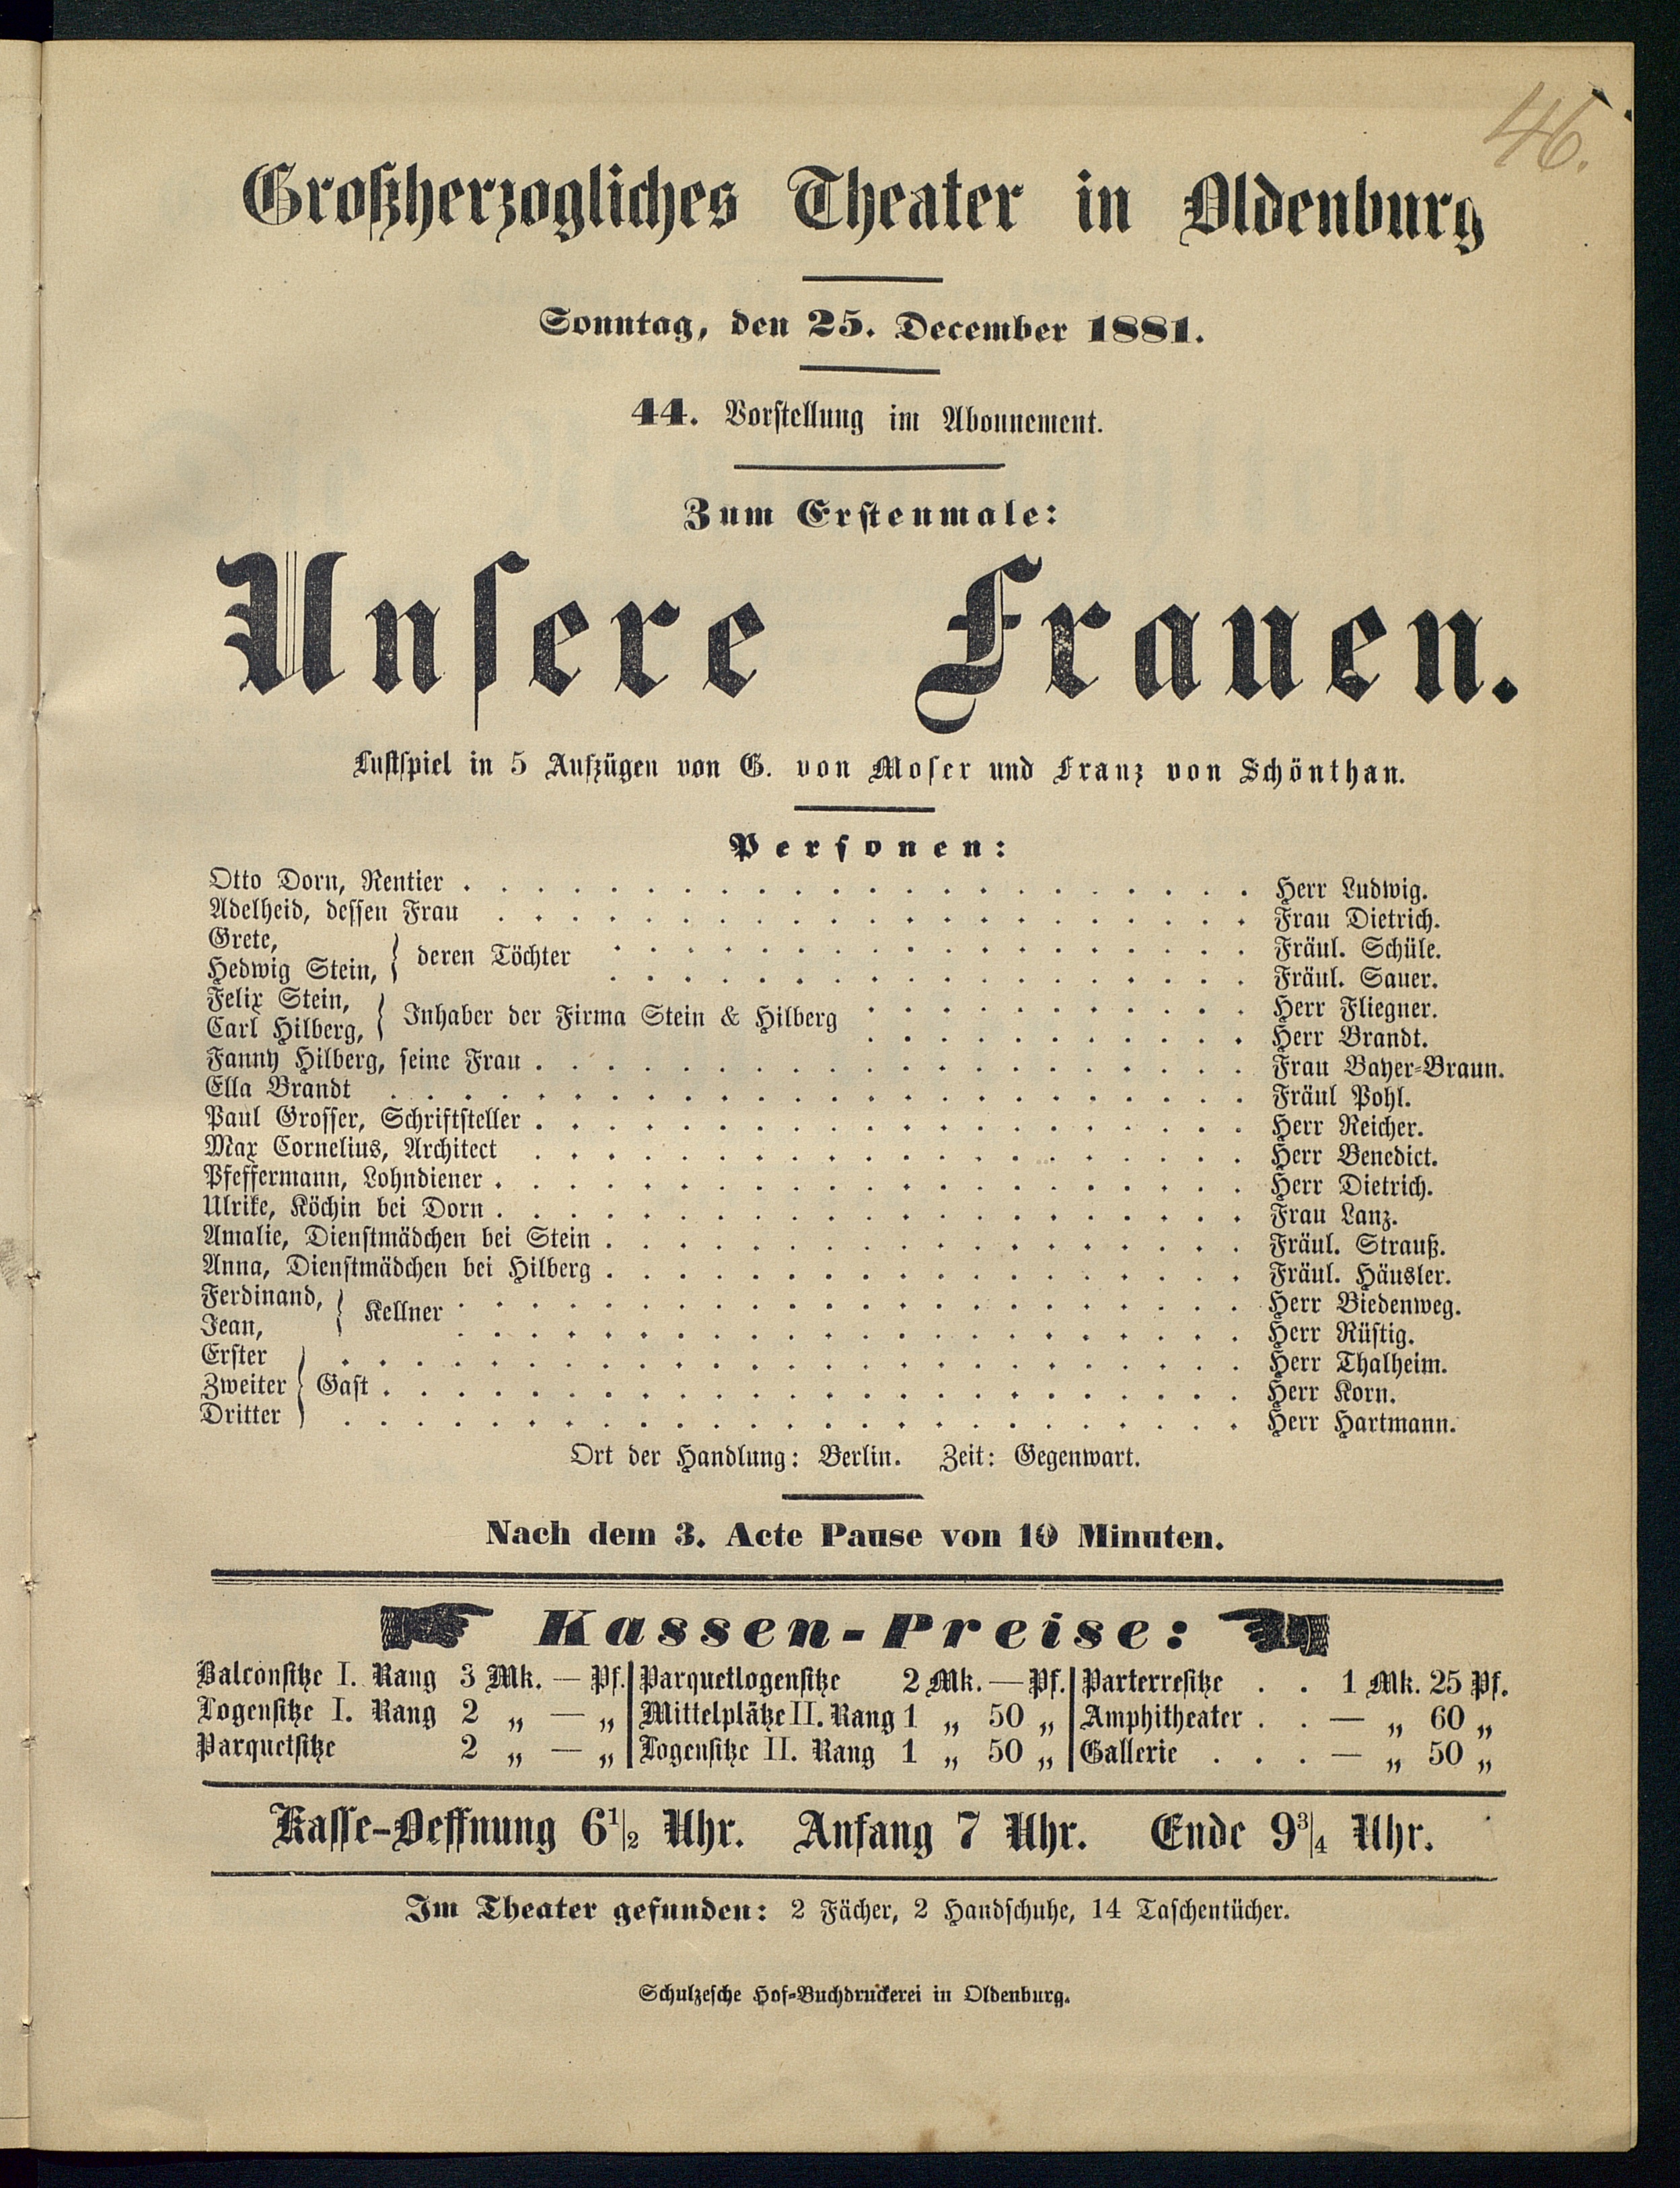 46.
Großherzogliches Theater in Oldenburg
Sonntag, den 25. December 1881.
44. Vorstellung im Abonnement.
Zum Erstenmale:
Unsere Frauen.
Lustspiel in 5 Aufzügen von G. von Moser und Franz von Schönthan.
Personen:
Otto Dorn, Rentier . . . . . Herr Ludwig.
Adelheid, dessen Frau . . . . . Frau Dietrich.
Grete, } deren Töchter . . . . . Fräul. Schüle.
Hedwig Stein, } . . . . . Fräul. Sauer.
Felix Stein, } Inhaber der Firma Stein & Hilberg . . . . . Herr Fliegner.
Carl Hilberg, } . . . . . Herr Brandt.
Fanny Hilberg, seine Frau . . . . . Frau Bayer-Braun.
Ella Brandt . . . . . Fräul Pohl.
Paul Grosser, Schriftsteller . . . . . Herr Reicher.
Max Cornelius, Architect . . . . . Herr Benedict.
Pfeffermann, Lohndiener . . . . . Herr Dietrich.
Ulrike, Köchin bei Dorn . . . . . Frau Lanz.
Amalie, Dienstmädchen bei Stein . . . . . Fräul. Strauß.
Anna, Dienstmädchen bei Hilberg . . . . . Fräul. Häusler.
Ferdinand, } Kellner . . . . . Herr Biedenweg.
Jean, } . . . . . Herr Rüstig.
Erster } . . . . . Herr Thalheim.
Zweiter } Gast . . . . . Herr Korn.
Dritter } . . . . . Herr Hartmann.
Ort der Handlung: Berlin. Zeit: Gegenwart.
Nach dem 3. Acte Pause von 10 Minuten.
Kassen-Preise:
Balconsitze I. Rang 3 Mk. — Pf. | Parquetlogensitze 2 Mk. — Pf. | Parterresitze . . 1 Mk. 25 Pf.
Logensitze I. Rang 2 „ — „ | Mittelplätze II. Rang 1 „ 50 „ | Amphitheater . . — „ 60 „
Parquetsitze 2 „ — „ | Logensitze II. Rang 1 „ 50 „ | Gallerie . . . — „ 50 „
Kasse-Oeffnung 6½ Uhr. Anfang 7 Uhr. Ende 9¾ Uhr.
Im Theater gefunden: 2 Fächer, 2 Handschuhe, 14 Taschentücher.
Schulzesche Hof-Buchdruckerei in Oldenburg.